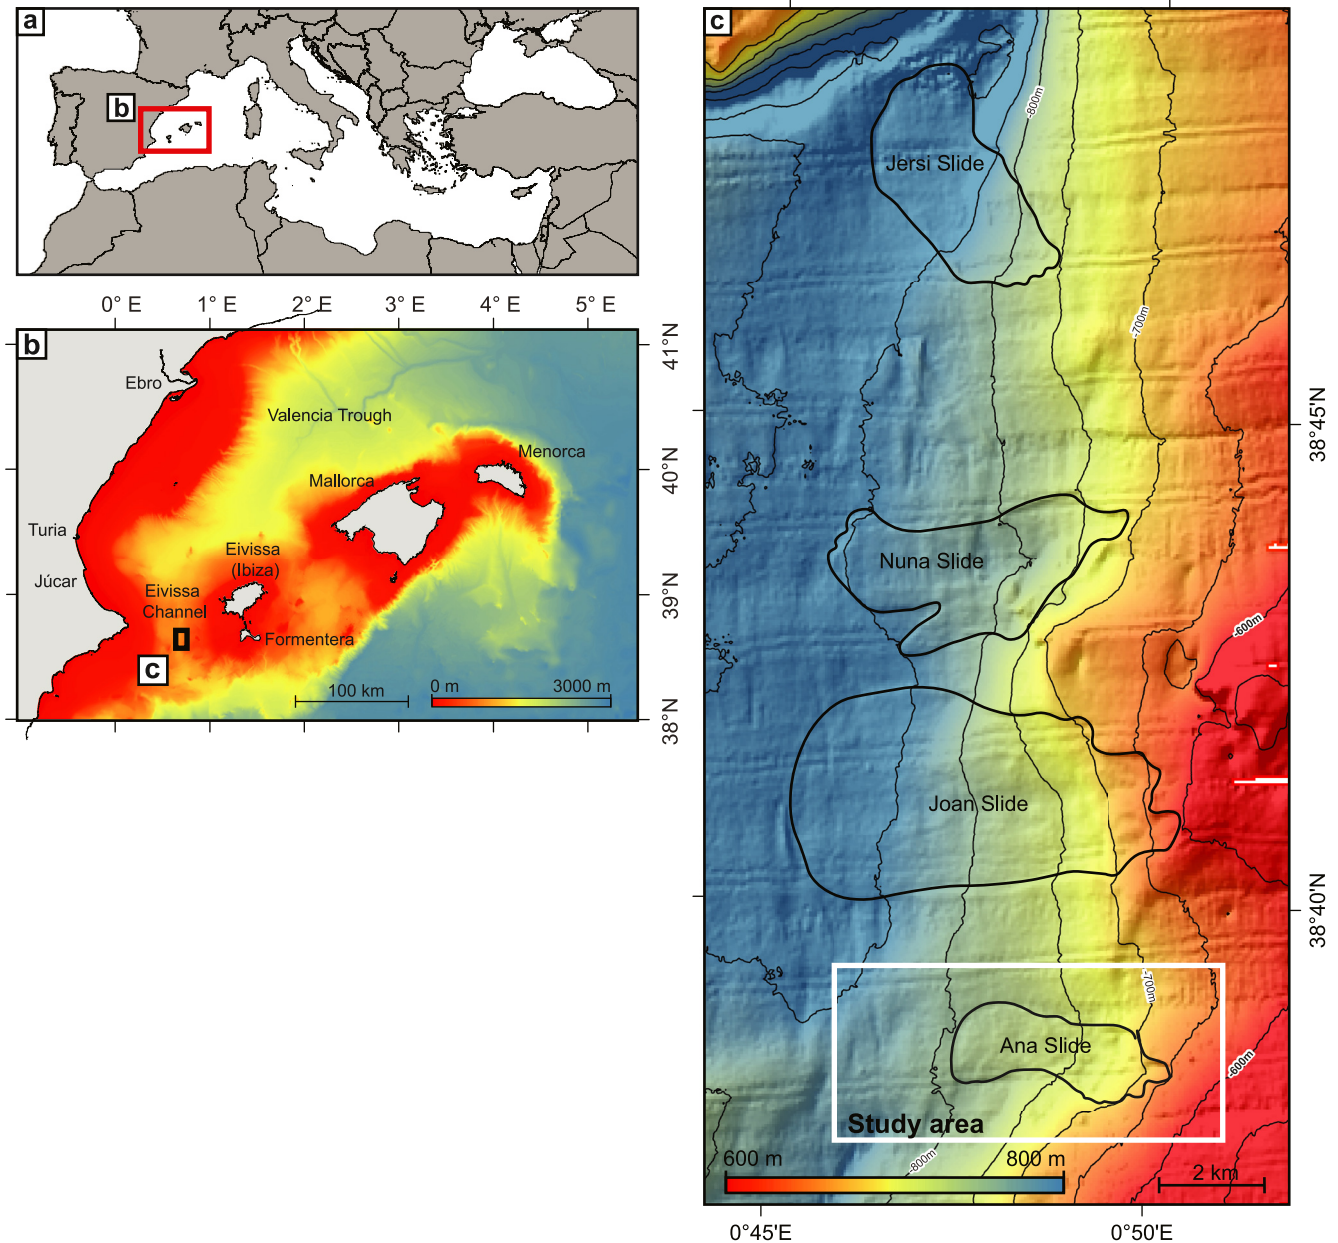 a
b
0° E
1° E
2° E
3° E
4° E
5° E
b
41°N
40°N
39°N
38°N
Ebro
Valencia Trough
Menorca
Mallorca
Turia
Eivissa
(Ibiza)
Júcar
Eivissa
Channel
Formentera
c
100 km
0 m
3000 m
c
-800m
Jersi Slide
-700m
38°45'N
Nuna Slide
-600m
Joan Slide
38°40'N
-700m
Ana Slide
-600m
Study area
-800m
600 m
800 m
2 km
0°45'E
0°50'E